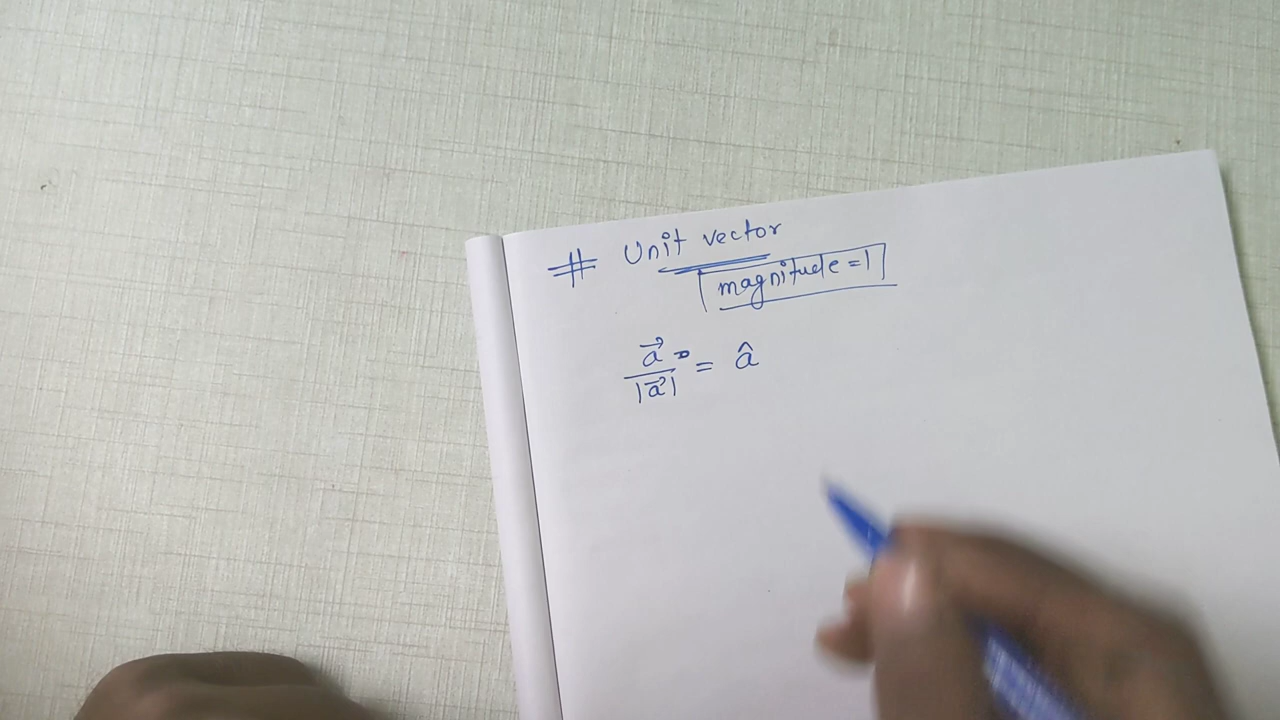 # Unit vector
magnitude = 1
a⃗ / |a⃗| = â